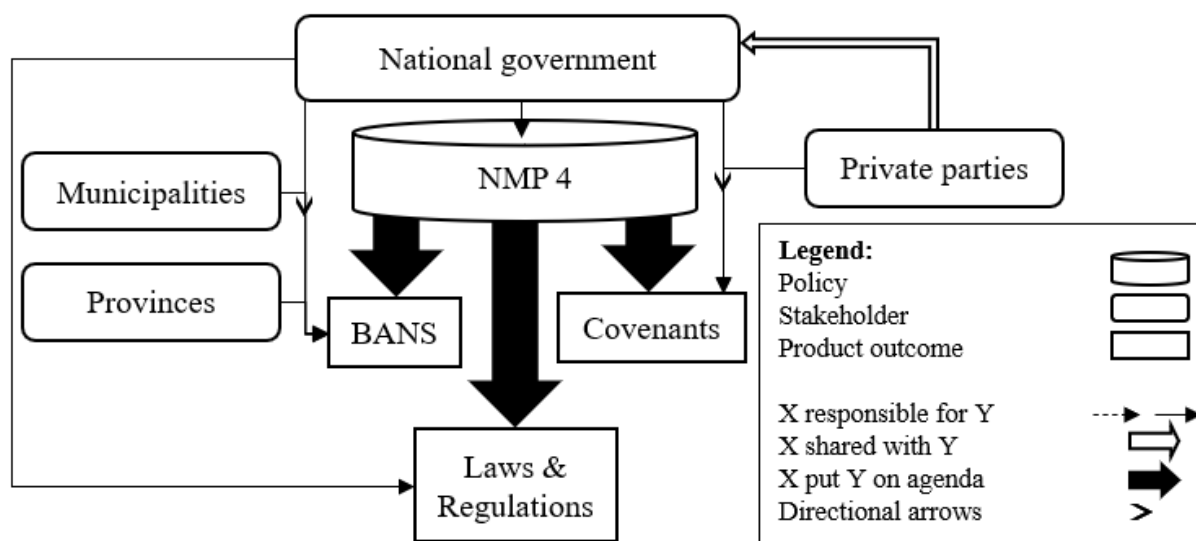 National government
Municipalities
NMP 4
Private parties
Provinces
BANS
Covenants
Laws &
Regulations
Legend:
Policy
Stakeholder
Product outcome
X responsible for Y
X shared with Y
X put Y on agenda
Directional arrows